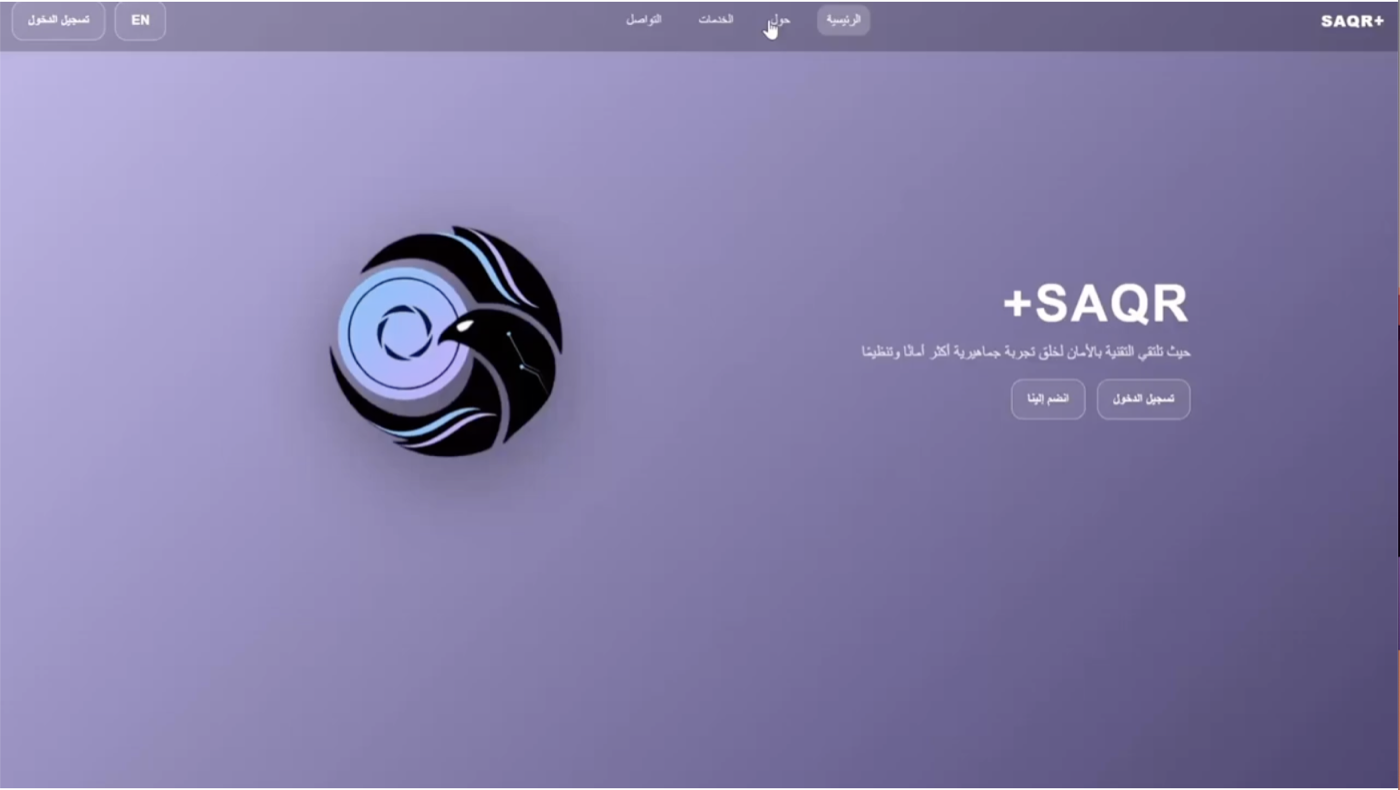 SAQR+
الرئيسية
حول
الخدمات
التواصل
EN
تسجيل الدخول
+SAQR
حيث تلتقي التقنية بالأمان لخلق تجربة جماهيرية أكثر أمانًا وتنظيمًا
تسجيل الدخول
انضم إلينا